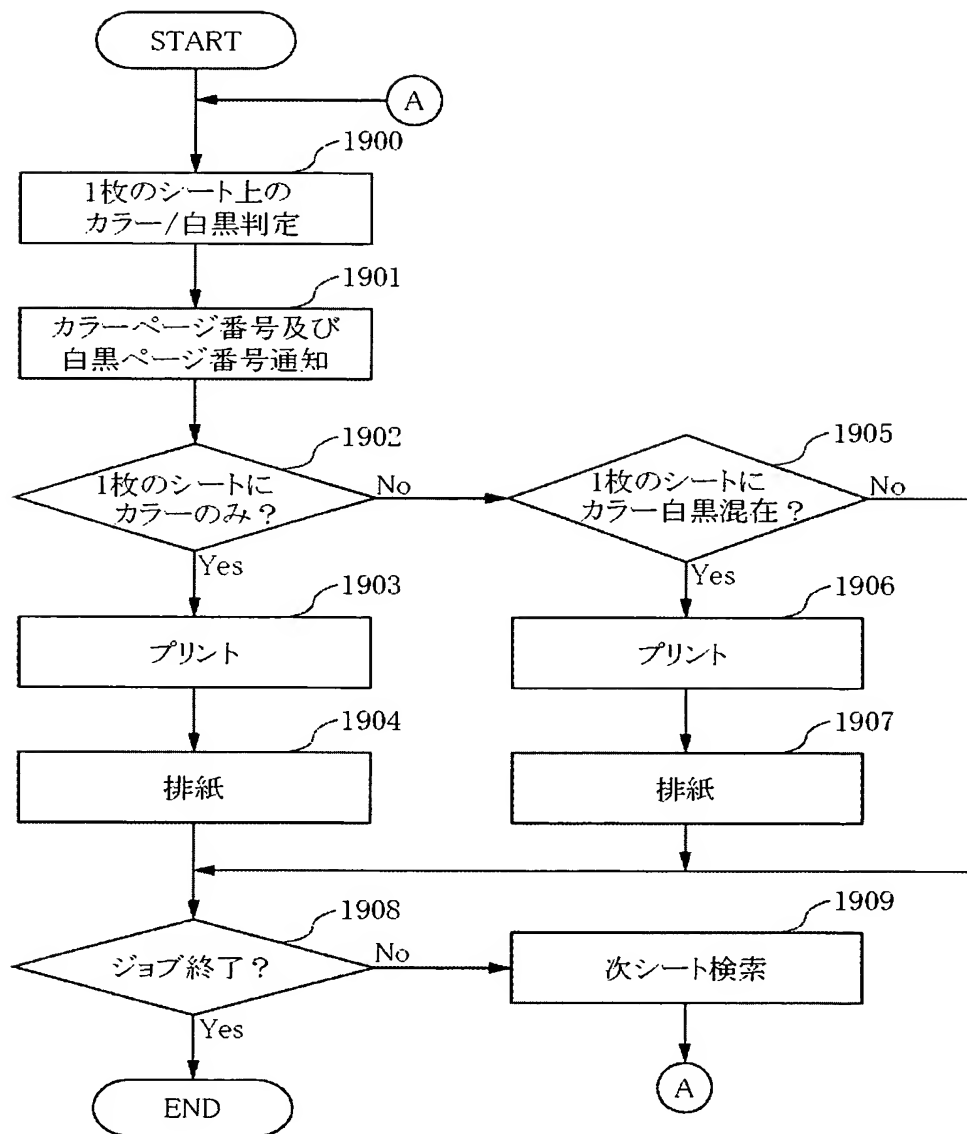 START
A
1900
1枚のシート上の
カラー/白黒判定
1901
カラーページ番号及び
白黒ページ番号通知
1902
1枚のシートに
カラーのみ?
No
Yes
1905
1枚のシートに
カラー白黒混在?
No
Yes
1903
プリント
1906
プリント
1904
排紙
1907
排紙
1908
ジョブ終了?
No
Yes
1909
次シート検索
A
END